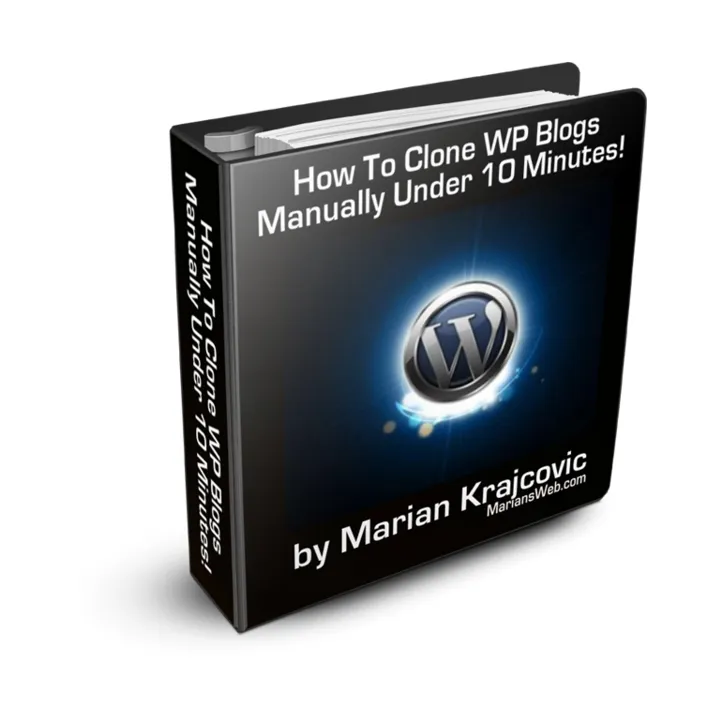 How To Clone WP Blogs
Manually Under 10 Minutes!
How To Clone WP Blogs
Manually Under 10 Minutes!
W
by Marian Krajcovic
MariansWeb.com